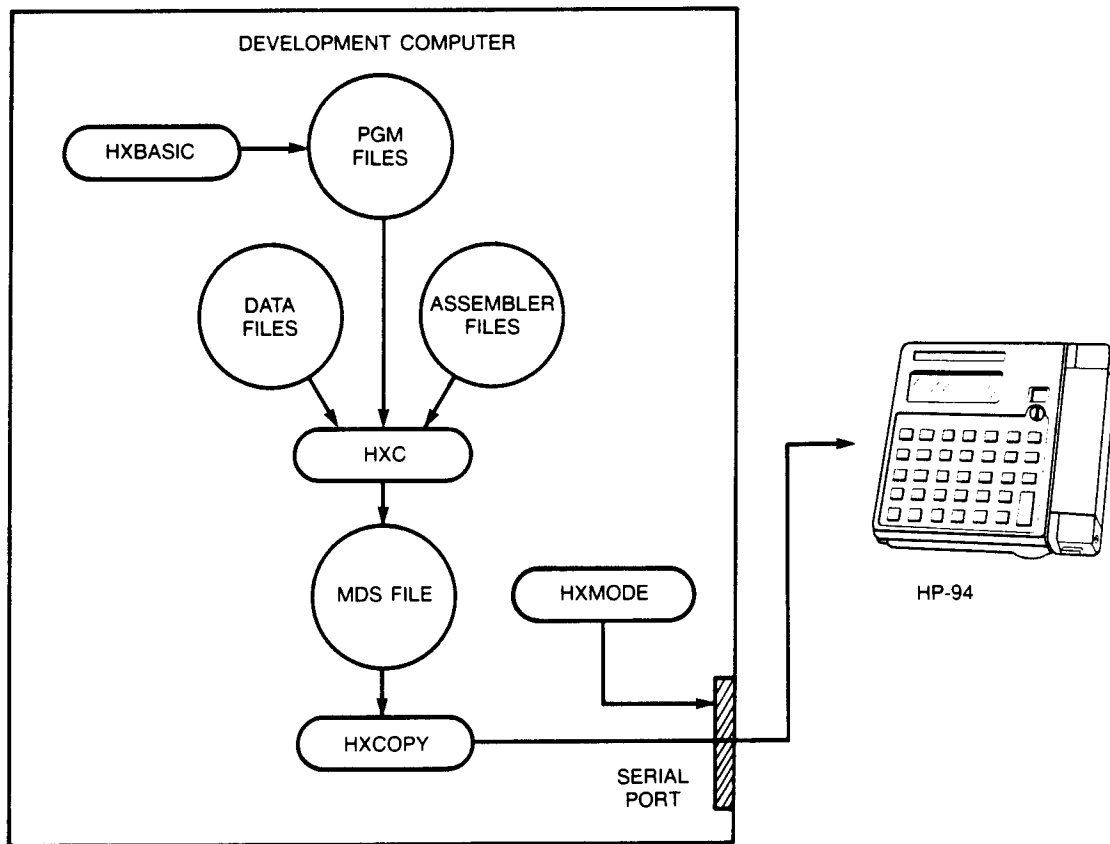 DEVELOPMENT COMPUTER
HXBASIC
PGM
FILES
DATA
FILES
ASSEMBLER
FILES
HXC
MDS FILE
HXMODE
HXCOPY
SERIAL
PORT
HP-94